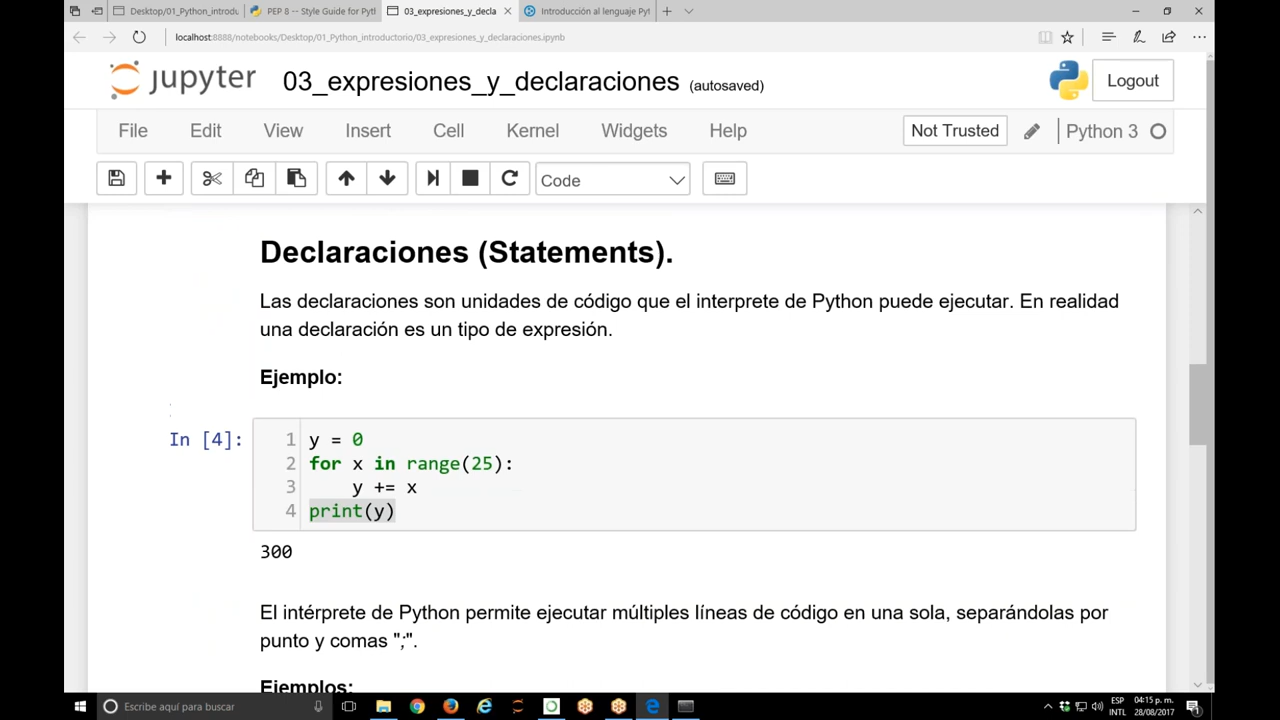 Desktop/01_Python_introdu
PEP 8 -- Style Guide for Pytl
03_expresiones_y_decla
Introducción al lenguaje Pyt
localhost:8888/notebooks/Desktop/01_Python_introductorio/03_expresiones_y_declaraciones.ipynb
jupyter
03_expresiones_y_declaraciones (autosaved)
Logout
File Edit View Insert Cell Kernel Widgets Help
Not Trusted
Python 3
Code
Declaraciones (Statements).
Las declaraciones son unidades de código que el interprete de Python puede ejecutar. En realidad
una declaración es un tipo de expresión.
Ejemplo:
In [4]:
1 y = 0
2 for x in range(25):
3     y += x
4 print(y)
300
El intérprete de Python permite ejecutar múltiples líneas de código en una sola, separándolas por
punto y comas ";".
Ejemplos:
Escribe aquí para buscar
ESP
INTL
04:15 p. m.
28/08/2017